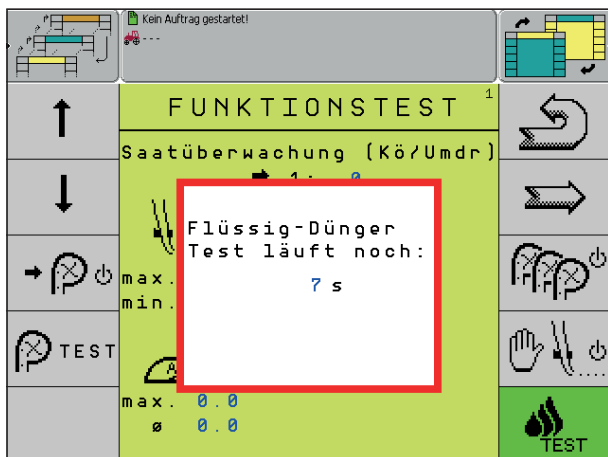 Kein Auftrag gestartet!
---
FUNKTIONSTEST 1
Saatüberwachung (Kö/Umdr)
1: 0
Flüssig-Dünger
Test läuft noch:
7 s
max.
min.
TEST
A
max. 0.0
ø 0.0
TEST